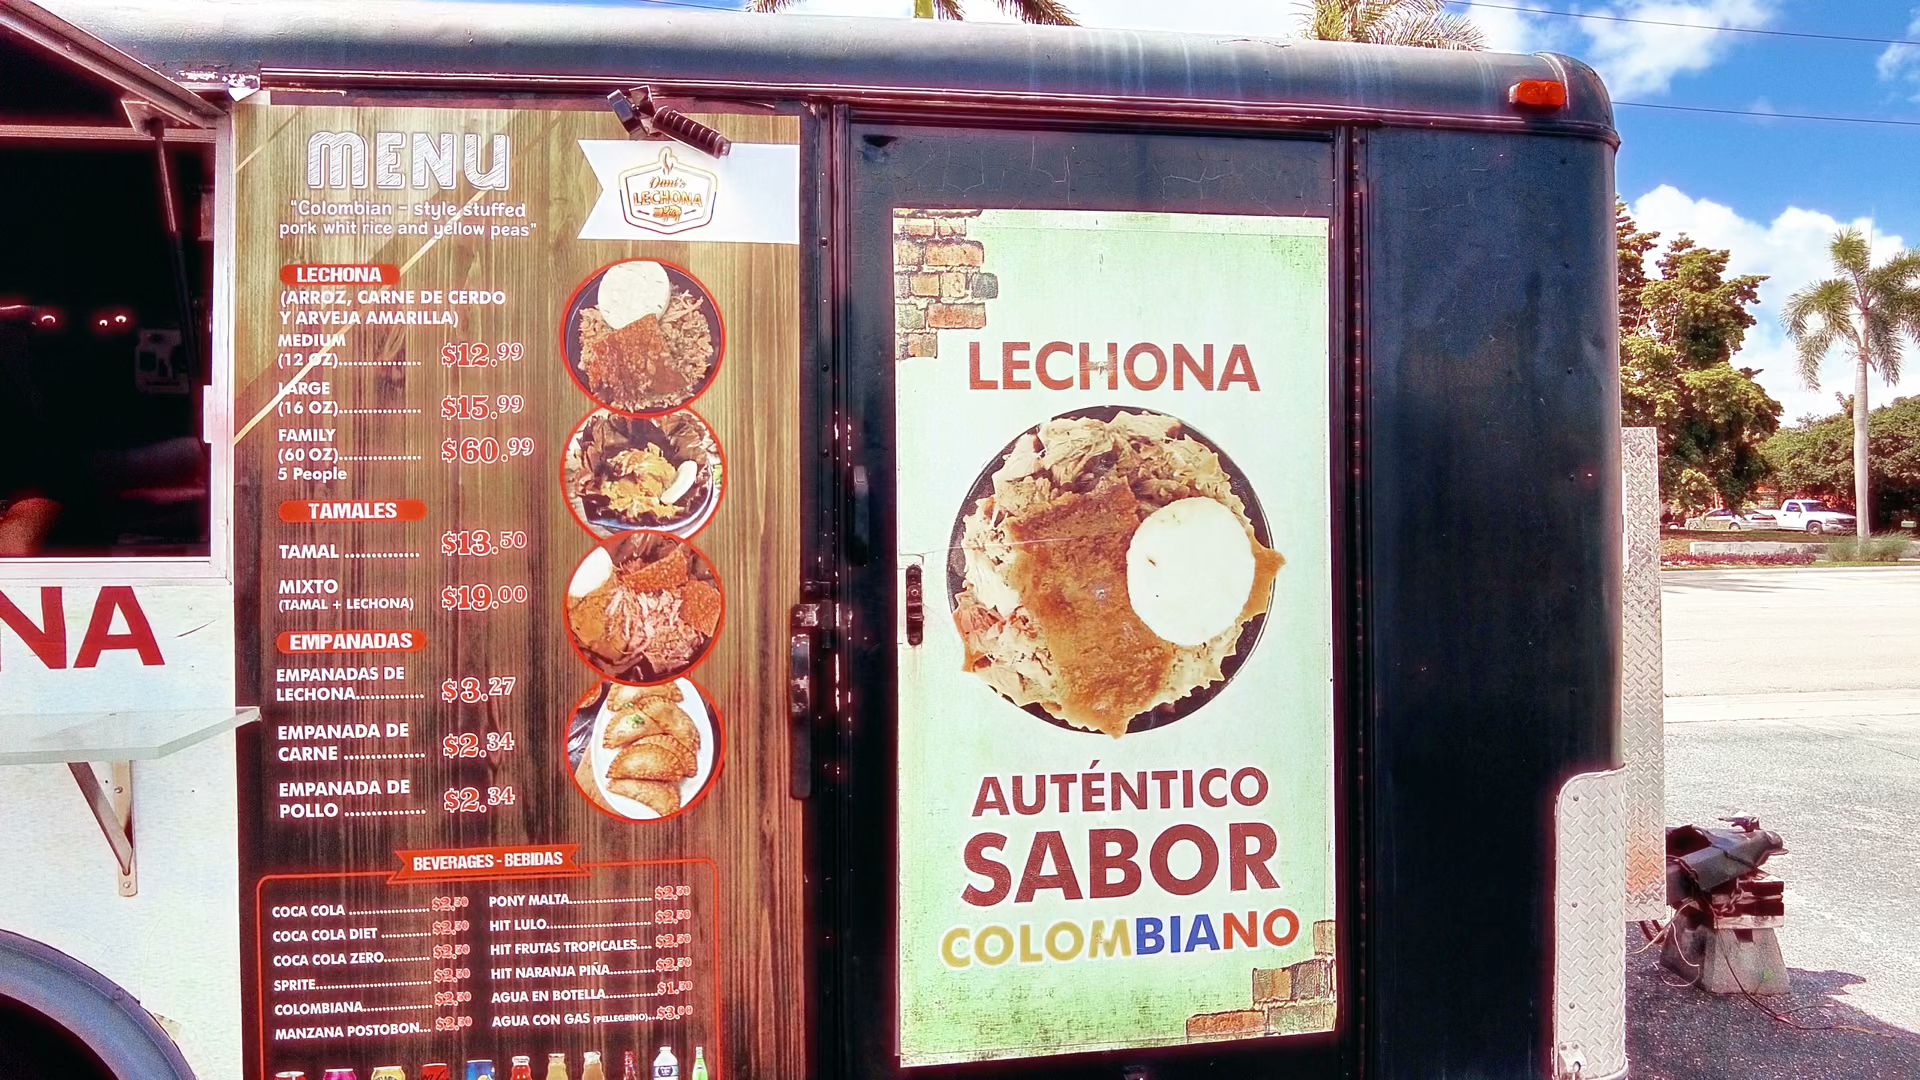 MENU
"Colombian - style stuffed
pork whit rice and yellow peas"
Dani's
LECHONA
LECHONA
(ARROZ, CARNE DE CERDO
Y ARVEJA AMARILLA)
MEDIUM
(12 OZ).................... $12.99
LARGE
(16 OZ).................... $15.99
FAMILY
(60 OZ).................... $60.99
5 People
TAMALES
TAMAL .................. $13.50
MIXTO
(TAMAL + LECHONA) $19.00
EMPANADAS
EMPANADAS DE
LECHONA................ $3.27
EMPANADA DE
CARNE .................. $2.34
EMPANADA DE
POLLO .................. $2.34
BEVERAGES - BEBIDAS
COCA COLA ...................... $2.50
COCA COLA DIET .............. $2.50
COCA COLA ZERO............ $2.50
SPRITE.............................. $2.50
COLOMBIANA.................. $2.50
MANZANA POSTOBON... $2.50
PONY MALTA...................... $2.50
HIT LULO............................ $2.50
HIT FRUTAS TROPICALES.... $2.50
HIT NARANJA PIÑA............ $2.50
AGUA EN BOTELLA.............. $1.50
AGUA CON GAS (PELLEGRINO)... $3.00
NA
LECHONA
AUTÉNTICO
SABOR
COLOMBIANO